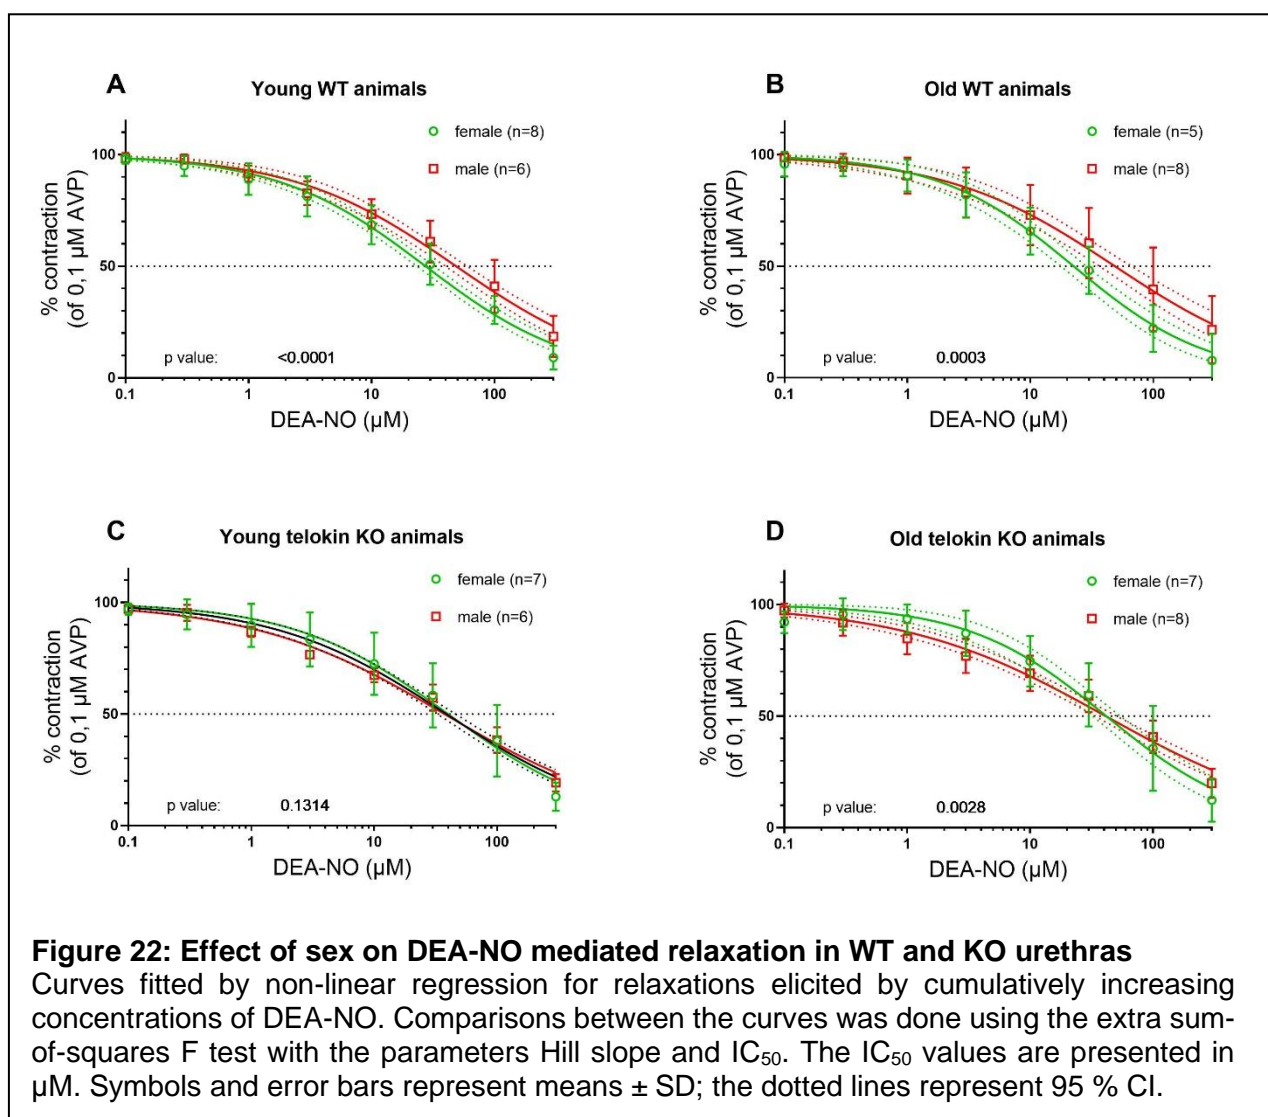 A
Young WT animals
female (n=8)
male (n=6)
100
50
0
% contraction
(of 0,1 µM AVP)
p value: <0.0001
0.1 1 10 100
DEA-NO (µM)
B
Old WT animals
female (n=5)
male (n=8)
100
50
0
% contraction
(of 0,1 µM AVP)
p value: 0.0003
0.1 1 10 100
DEA-NO (µM)
C
Young telokin KO animals
female (n=7)
male (n=6)
100
50
0
% contraction
(of 0,1 µM AVP)
p value: 0.1314
0.1 1 10 100
DEA-NO (µM)
D
Old telokin KO animals
female (n=7)
male (n=8)
100
50
0
% contraction
(of 0,1 µM AVP)
p value: 0.0028
0.1 1 10 100
DEA-NO (µM)
Figure 22: Effect of sex on DEA-NO mediated relaxation in WT and KO urethras
Curves fitted by non-linear regression for relaxations elicited by cumulatively increasing
concentrations of DEA-NO. Comparisons between the curves was done using the extra sum-
of-squares F test with the parameters Hill slope and IC50. The IC50 values are presented in
µM. Symbols and error bars represent means ± SD; the dotted lines represent 95 % CI.